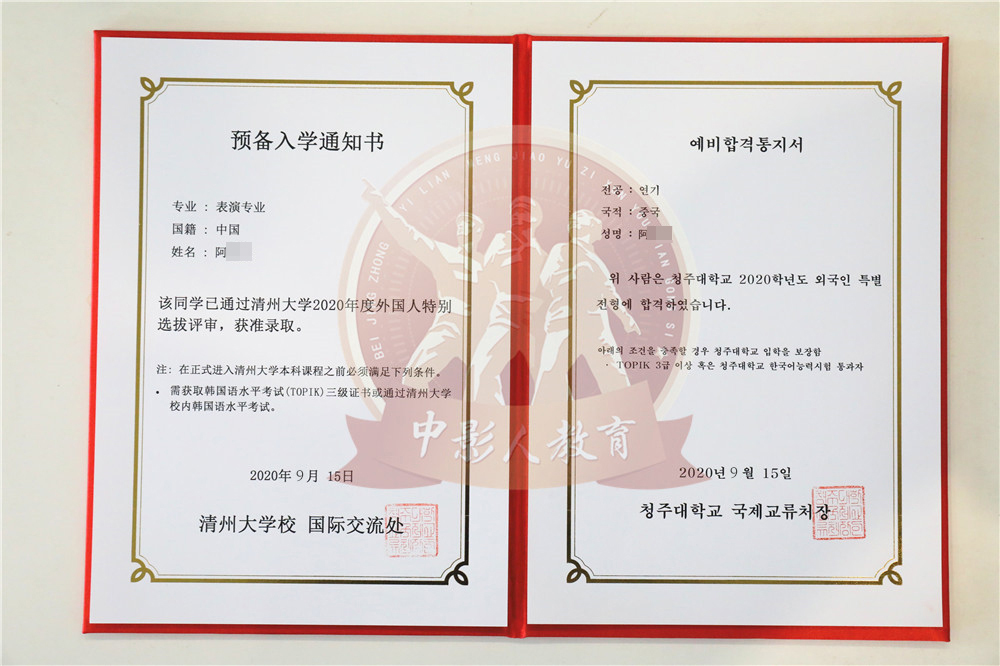 预备入学通知书
专业 : 表演专业
国籍 : 中国
姓名 : 阿
该同学已通过清州大学2020年度外国人特别
选拔评审，获准录取。
注: 在正式进入清州大学本科课程之前必须满足下列条件。
• 需获取韩国语水平考试(TOPIK)三级证书或通过清州大学
校内韩国语水平考试。
2020年 9月 15日
清州大学校 国际交流处
예비합격통지서
전공 : 연기
국적 : 중국
성명 : 阿
위 사람은 청주대학교 2020학년도 외국인 특별
전형에 합격하였습니다.
아래의 조건을 충족할 경우 청주대학교 입학을 보장함
· TOPIK 3급 이상 혹은 청주대학교 한국어능력시험 통과자
2020년 9 월 15일
청주대학교 국제교류처장
中影人教育